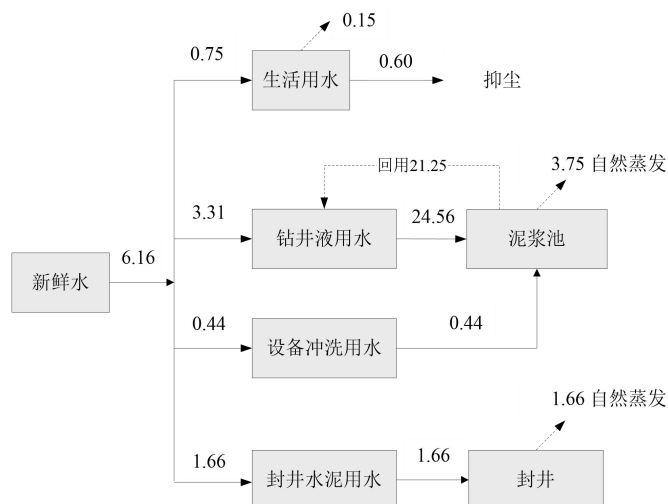 0.15
0.75
生活用水
0.60
抑尘
回用21.25
3.75 自然蒸发
3.31
钻井液用水
24.56
泥浆池
新鲜水
6.16
0.44
设备冲洗用水
0.44
1.66 自然蒸发
1.66
封井水泥用水
1.66
封井